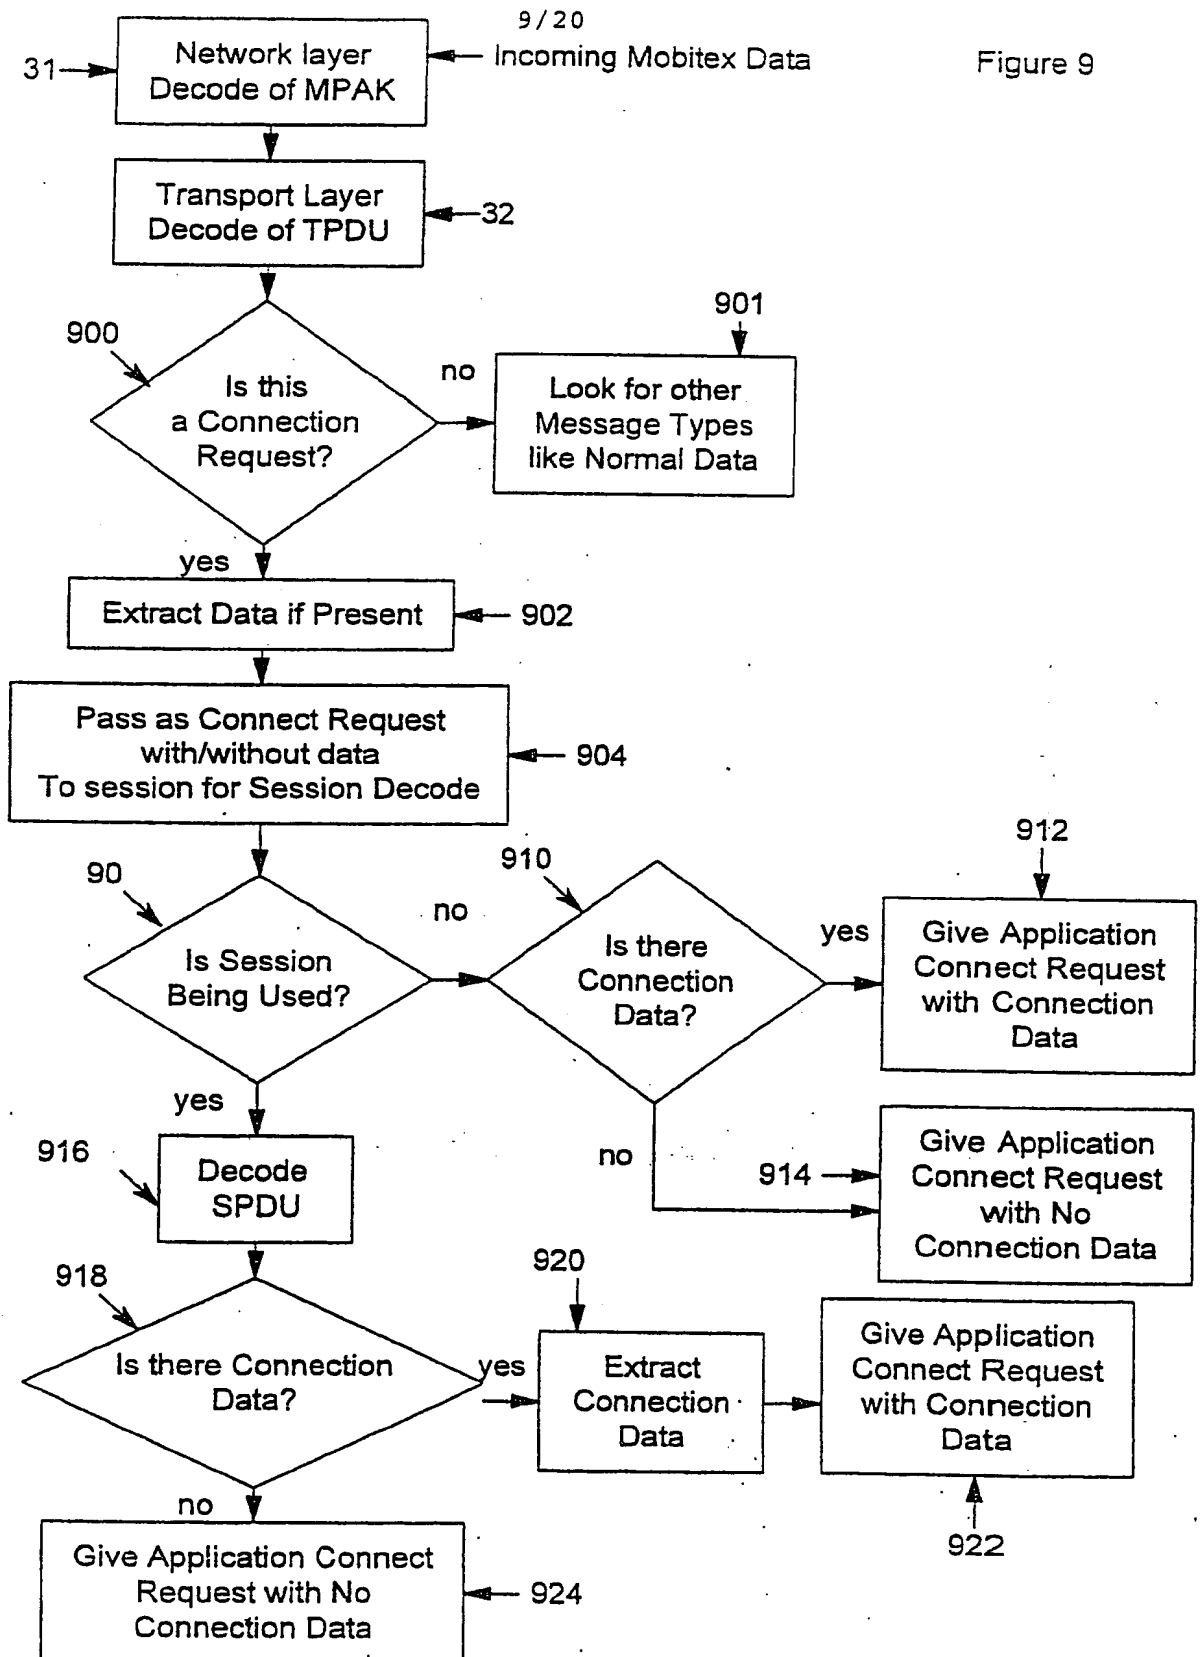 9/20
Figure 9
31
Network layer
Decode of MPAK
Incoming Mobitex Data
Transport Layer
Decode of TPDU
32
900
Is this
a Connection
Request?
no
901
Look for other
Message Types
like Normal Data
yes
Extract Data if Present
902
Pass as Connect Request
with/without data
To session for Session Decode
904
90
Is Session
Being Used?
no
910
Is there
Connection
Data?
yes
912
Give Application
Connect Request
with Connection
Data
no
914
Give Application
Connect Request
with No
Connection Data
yes
916
Decode
SPDU
918
Is there Connection
Data?
yes
920
Extract
Connection
Data
Give Application
Connect Request
with Connection
Data
922
no
Give Application Connect
Request with No
Connection Data
924